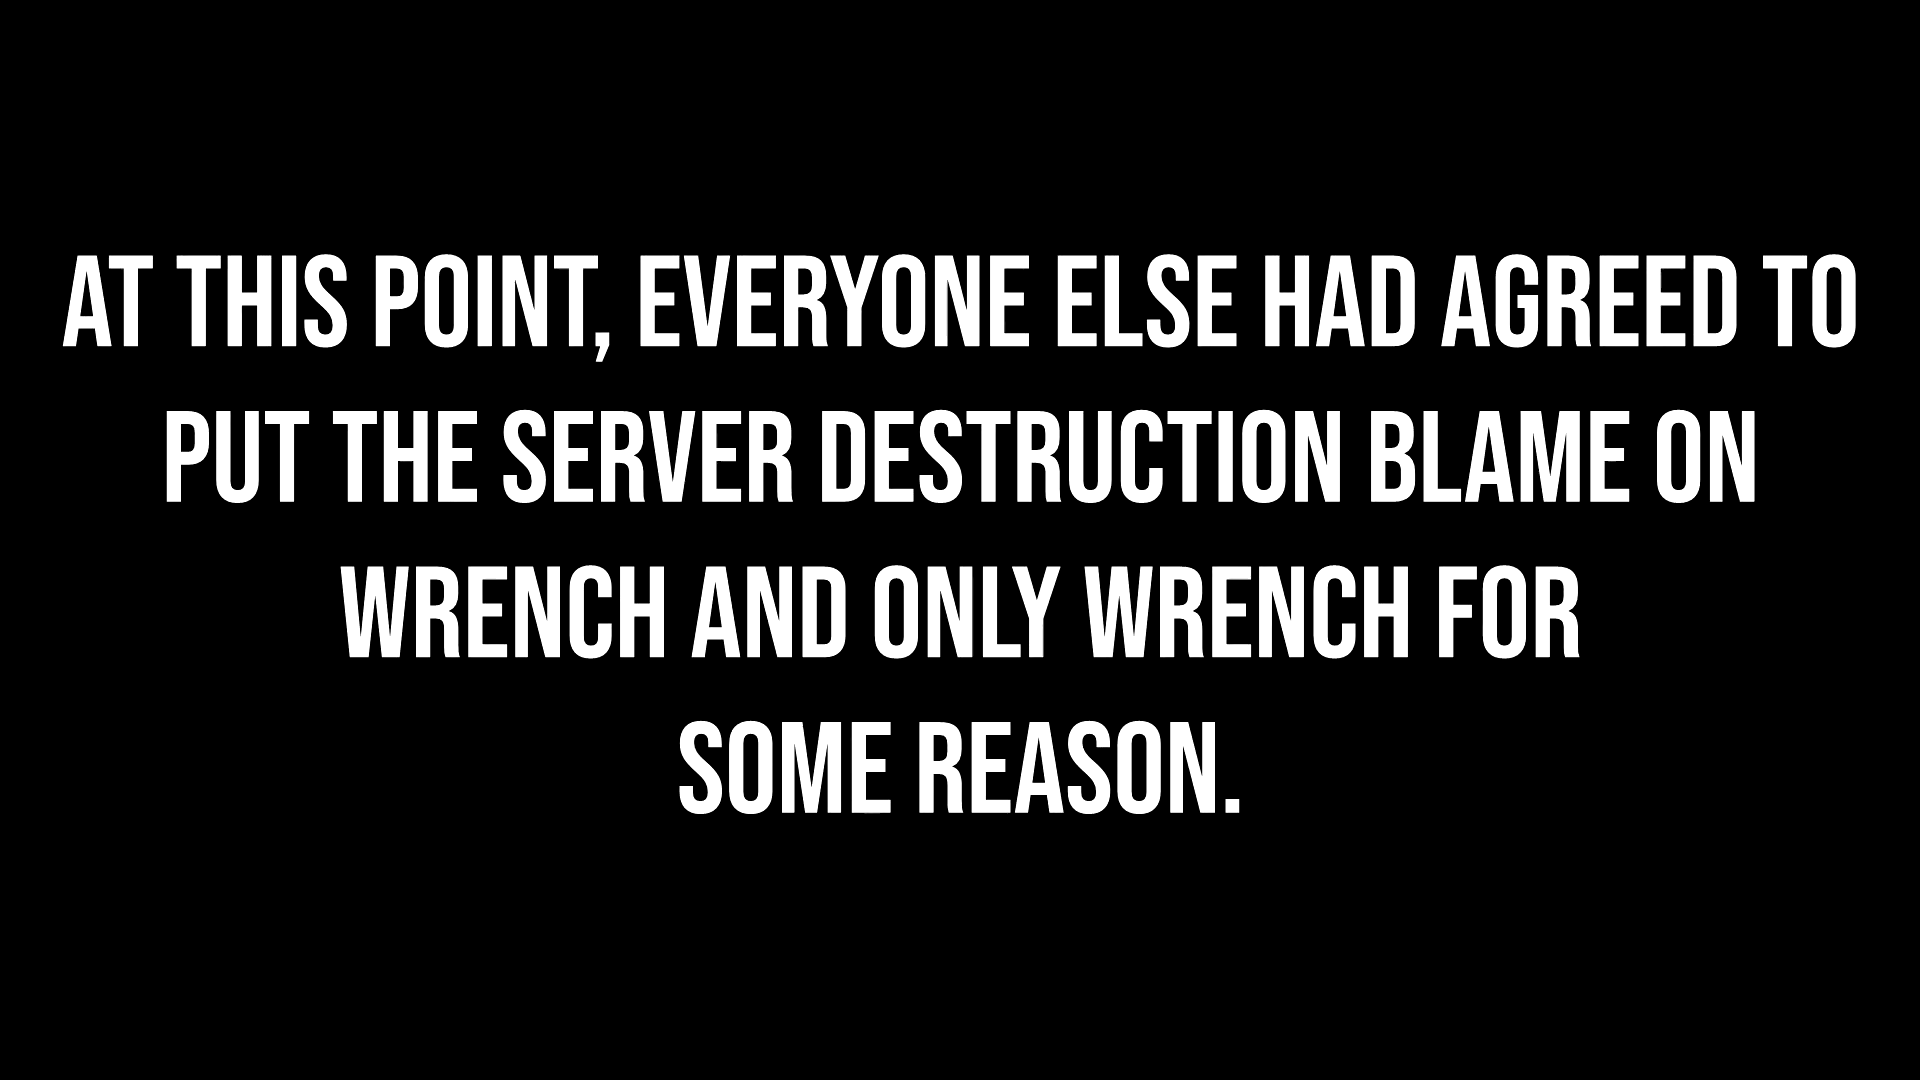 AT THIS POINT, EVERYONE ELSE HAD AGREED TO
PUT THE SERVER DESTRUCTION BLAME ON
WRENCH AND ONLY WRENCH FOR
SOME REASON.